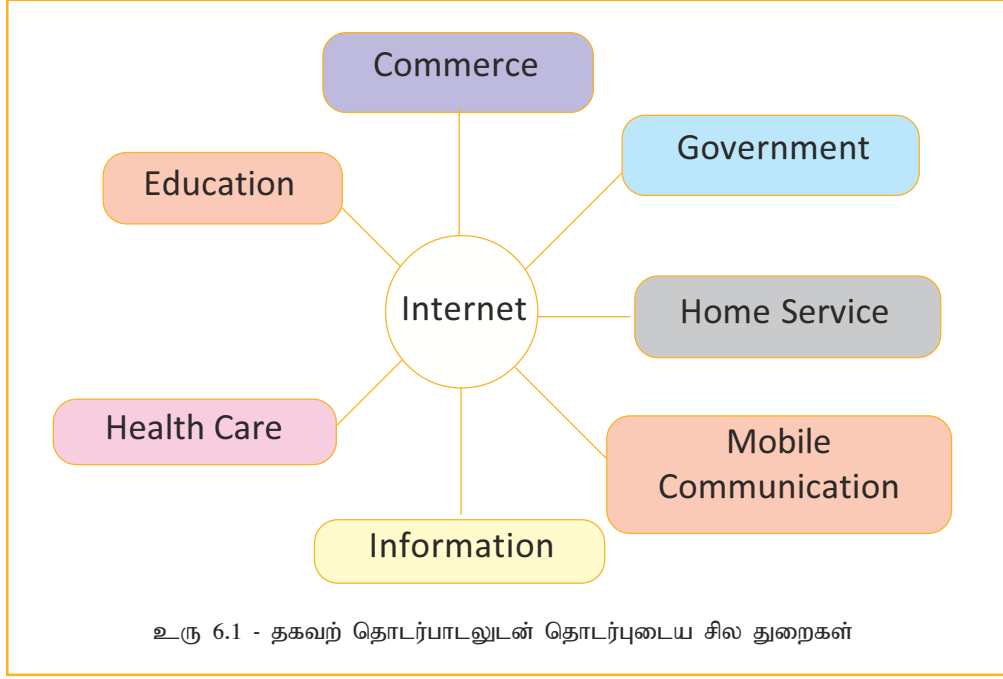 Commerce
Government
Education
Internet
Home Service
Health Care
Mobile
Communication
Information
உரு 6.1 - தகவற் தொடர்பாடலுடன் தொடர்புடைய சில துறைகள்